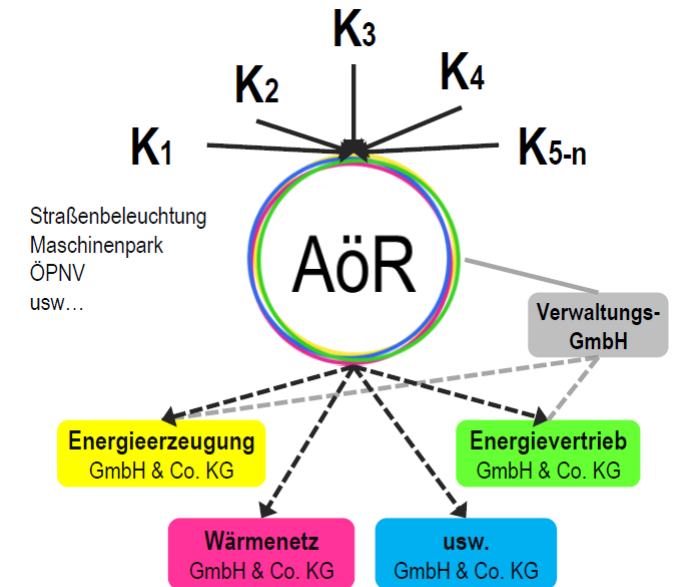 K3
K2
K4
K1
K5-n
Straßenbeleuchtung
Maschinenpark
ÖPNV
usw…
AöR
Verwaltungs-
GmbH
Energieerzeugung
GmbH & Co. KG
Energievertrieb
GmbH & Co. KG
Wärmenetz
GmbH & Co. KG
usw.
GmbH & Co. KG